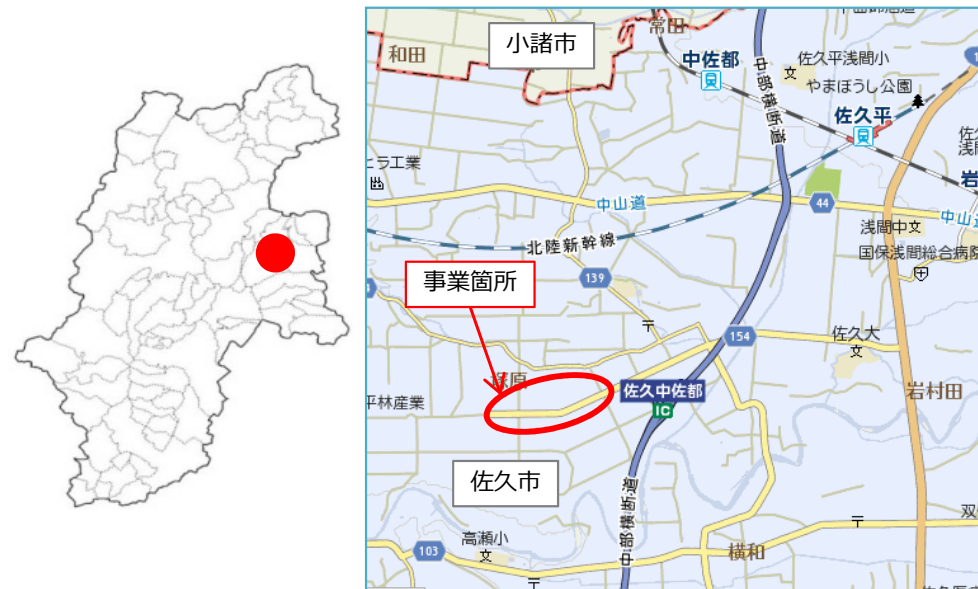 小諸市
常田
和田
中佐都
佐久平浅間小
やまぼうし公園
佐久平
中部横断道
ヒラ工業
中山道
44
中山道
浅間中
国保浅間総合病院
北陸新幹線
事業箇所
139
154
佐久大
塚原
佐久中佐都
IC
岩村田
平林産業
佐久市
中部横断道
高瀬小
103
横和